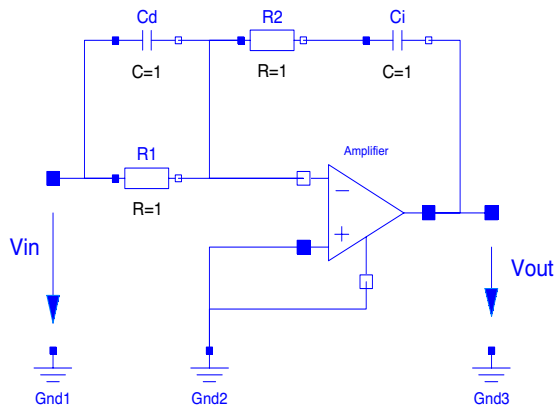 Cd R2 Ci
C=1 R=1 C=1
R1 Amplifier
R=1
Vin
Vout
Gnd1 Gnd2 Gnd3